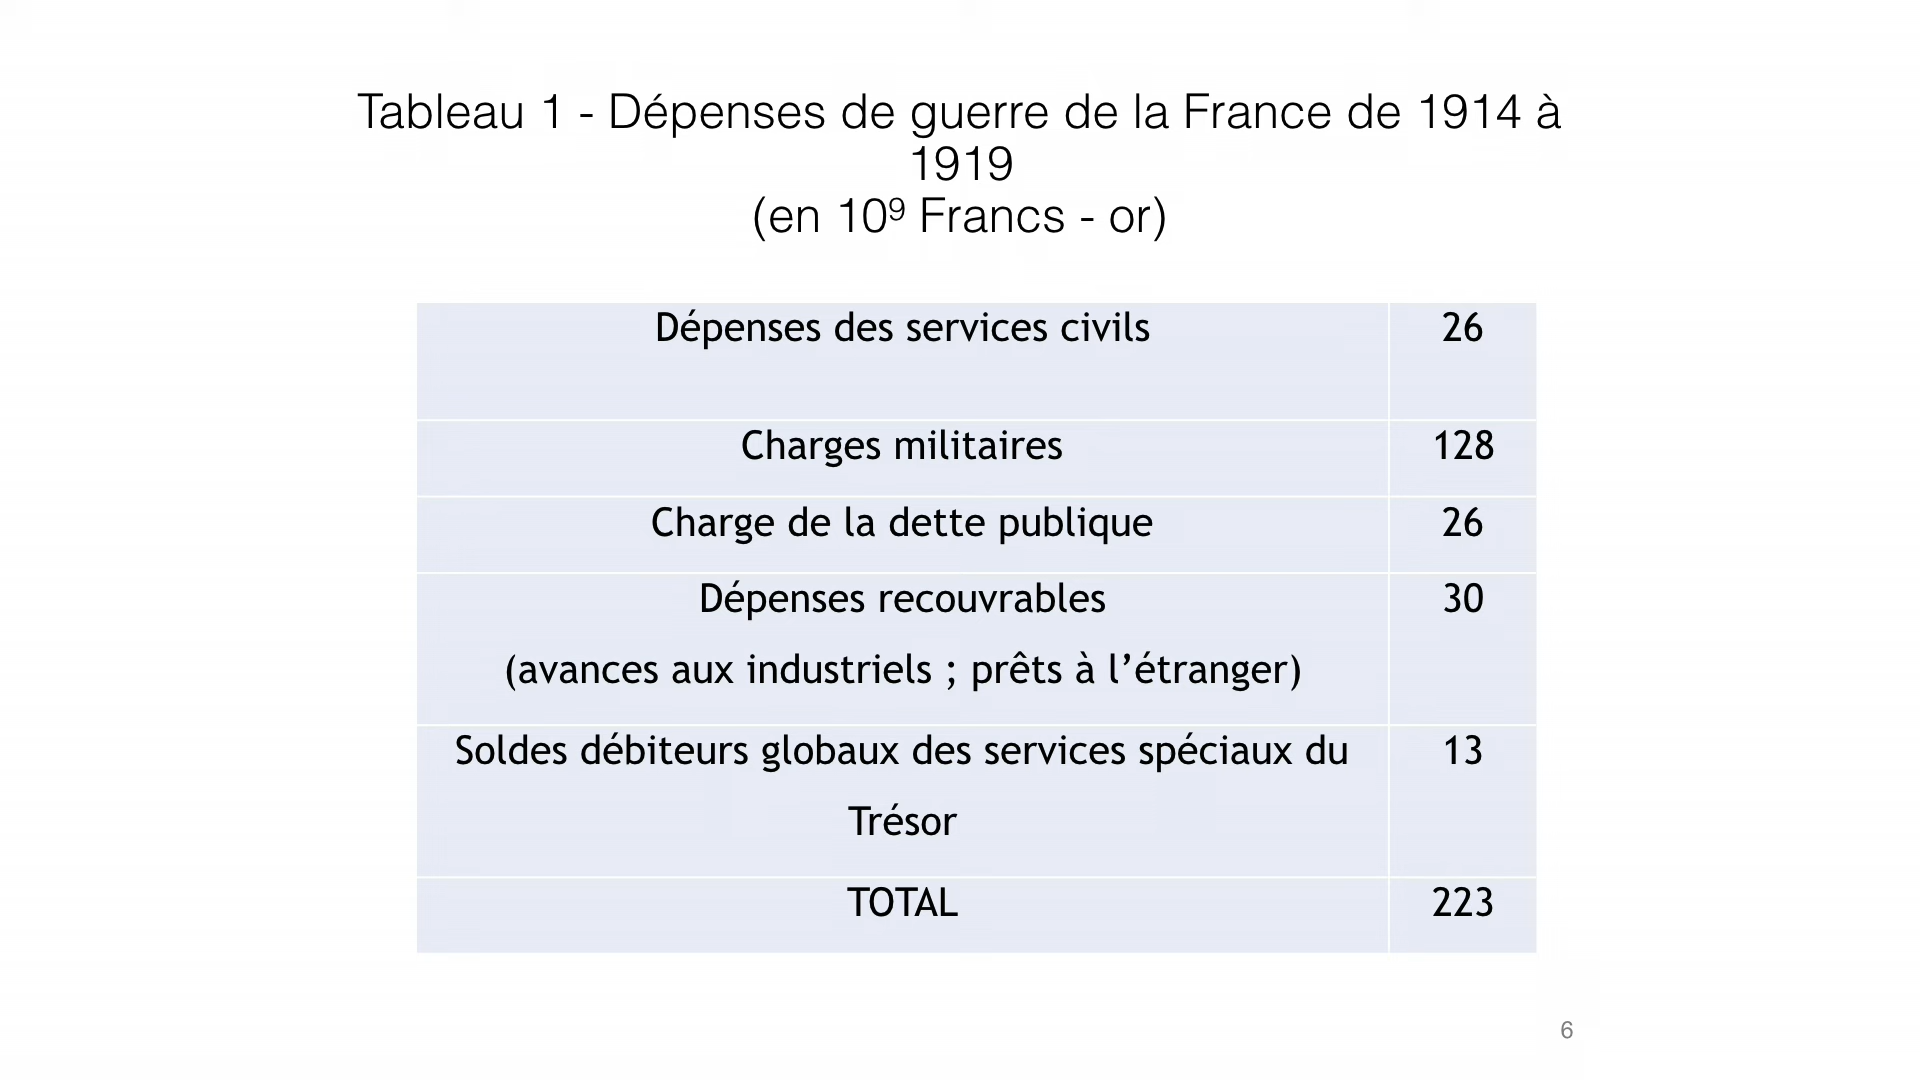 Tableau 1 - Dépenses de guerre de la France de 1914 à
1919
(en 10⁹ Francs - or)
Dépenses des services civils 26
Charges militaires 128
Charge de la dette publique 26
Dépenses recouvrables 30
(avances aux industriels ; prêts à l’étranger)
Soldes débiteurs globaux des services spéciaux du 13
Trésor
TOTAL 223
6